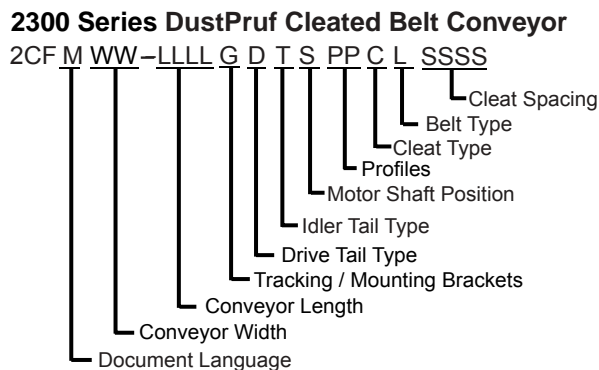 2300 Series DustPruf Cleated Belt Conveyor
2CF M WW –LLLL G D T S PP C L SSSS
Cleat Spacing
Belt Type
Cleat Type
Profiles
Motor Shaft Position
Idler Tail Type
Drive Tail Type
Tracking / Mounting Brackets
Conveyor Length
Conveyor Width
Document Language